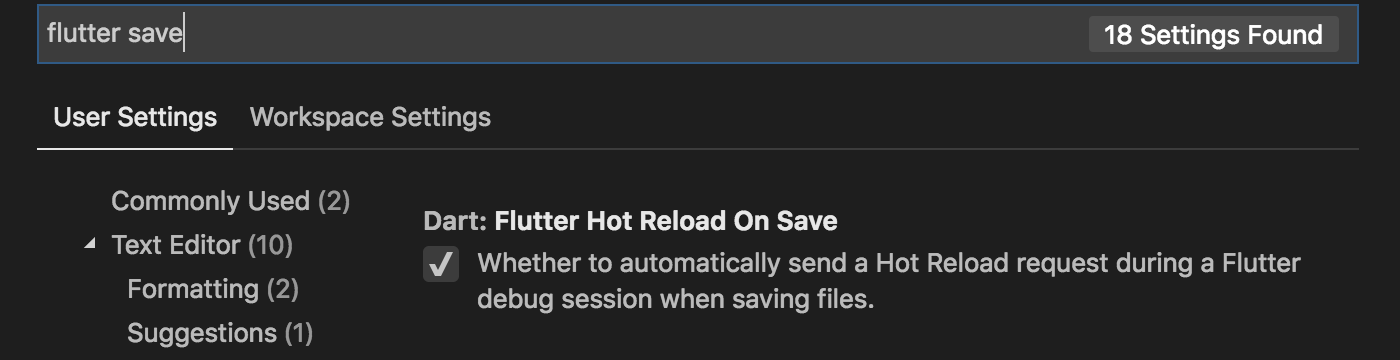 flutter save
18 Settings Found
User Settings
Workspace Settings
Commonly Used (2)
Text Editor (10)
Formatting (2)
Suggestions (1)
Dart: Flutter Hot Reload On Save
Whether to automatically send a Hot Reload request during a Flutter
debug session when saving files.